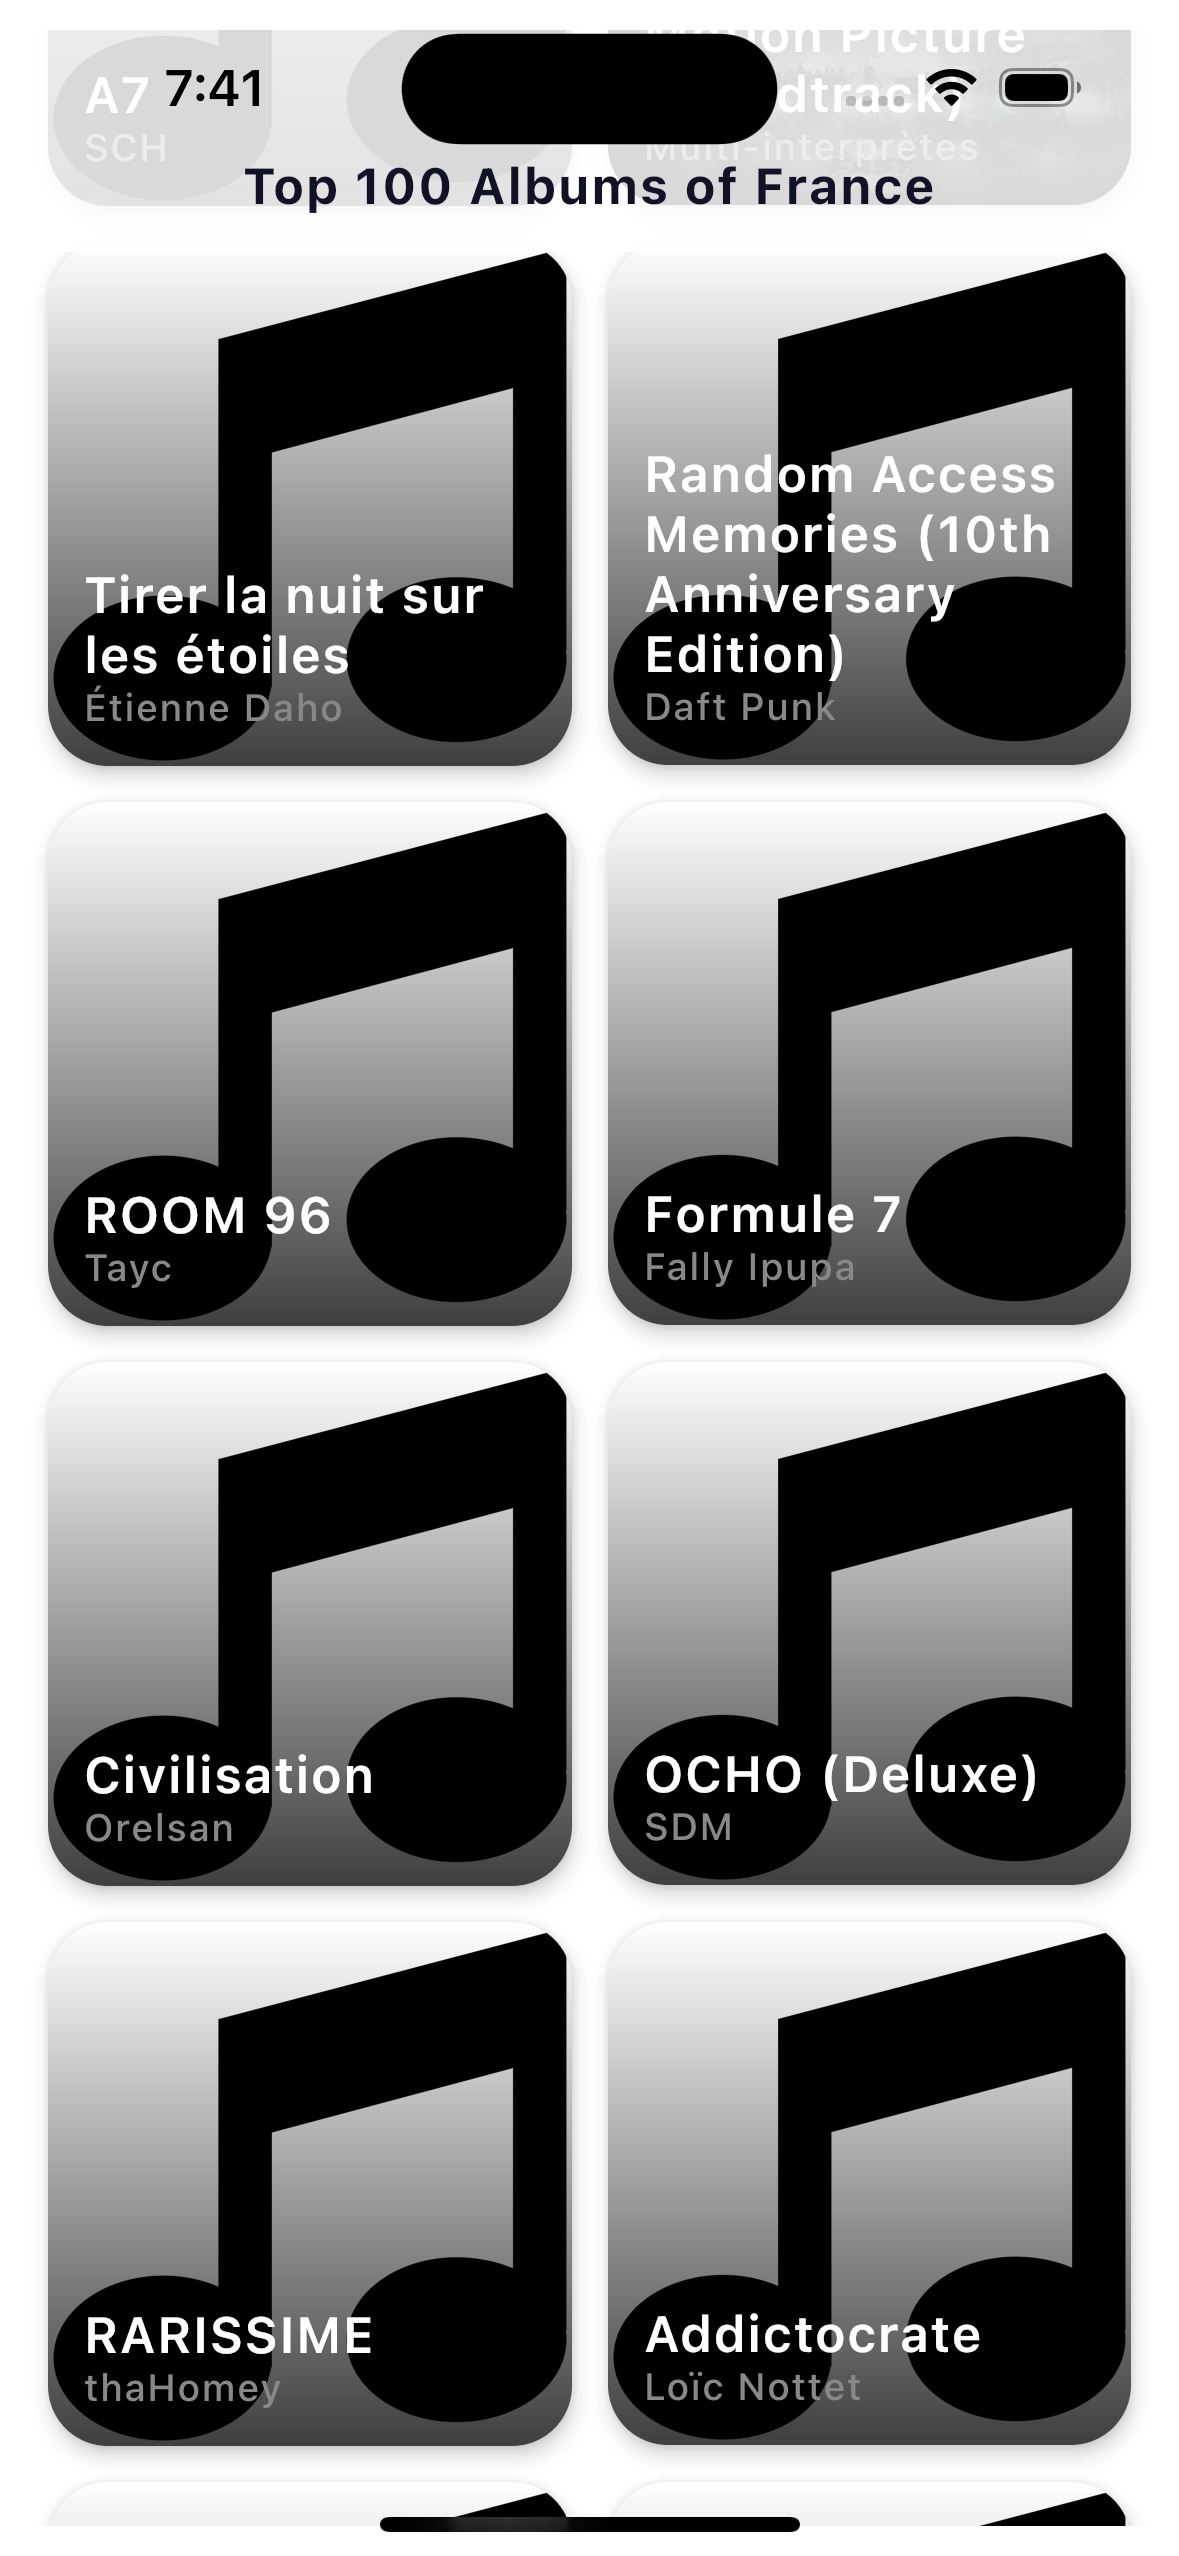 7:41
A7
SCH
Motion Picture
dtrack)
Multi-interprètes
Top 100 Albums of France
Tirer la nuit sur
les étoiles
Étienne Daho
Random Access
Memories (10th
Anniversary
Edition)
Daft Punk
ROOM 96
Tayc
Formule 7
Fally Ipupa
Civilisation
Orelsan
OCHO (Deluxe)
SDM
RARISSIME
thaHomey
Addictocrate
Loïc Nottet